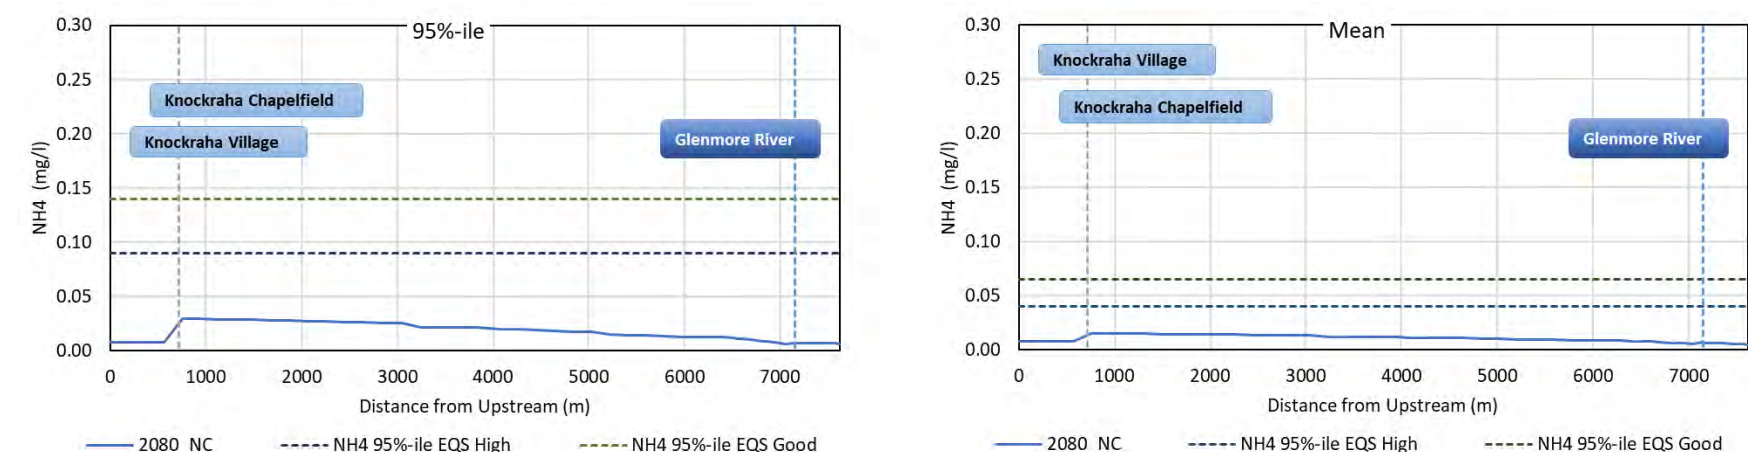 95%-ile
0.30
0.25
0.20
0.15
0.10
0.05
0.00
NH4 (mg/l)
Knockraha Chapelfield
Knockraha Village
Glenmore River
0 1000 2000 3000 4000 5000 6000 7000
Distance from Upstream (m)
2080 NC NH4 95%-ile EQS High NH4 95%-ile EQS Good
Mean
0.30
0.25
0.20
0.15
0.10
0.05
0.00
NH4 (mg/l)
Knockraha Village
Knockraha Chapelfield
Glenmore River
0 1000 2000 3000 4000 5000 6000 7000
Distance from Upstream (m)
2080 NC NH4 95%-ile EQS High NH4 95%-ile EQS Good